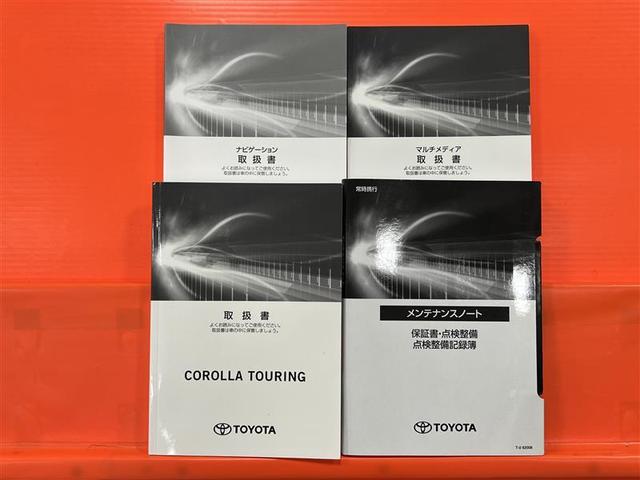 ナビゲーション
取扱書
よくお読みになってご使用ください。
取扱書は車の中に保管しましょう。
マルチメディア
取扱書
よくお読みになってご使用ください。
取扱書は車の中に保管しましょう。
取扱書
よくお読みになってご使用ください。
取扱書は車の中に保管しましょう。
COROLLA TOURING
TOYOTA
常時携行
メンテナンスノート
保証書・点検整備
点検整備記録簿
TOYOTA